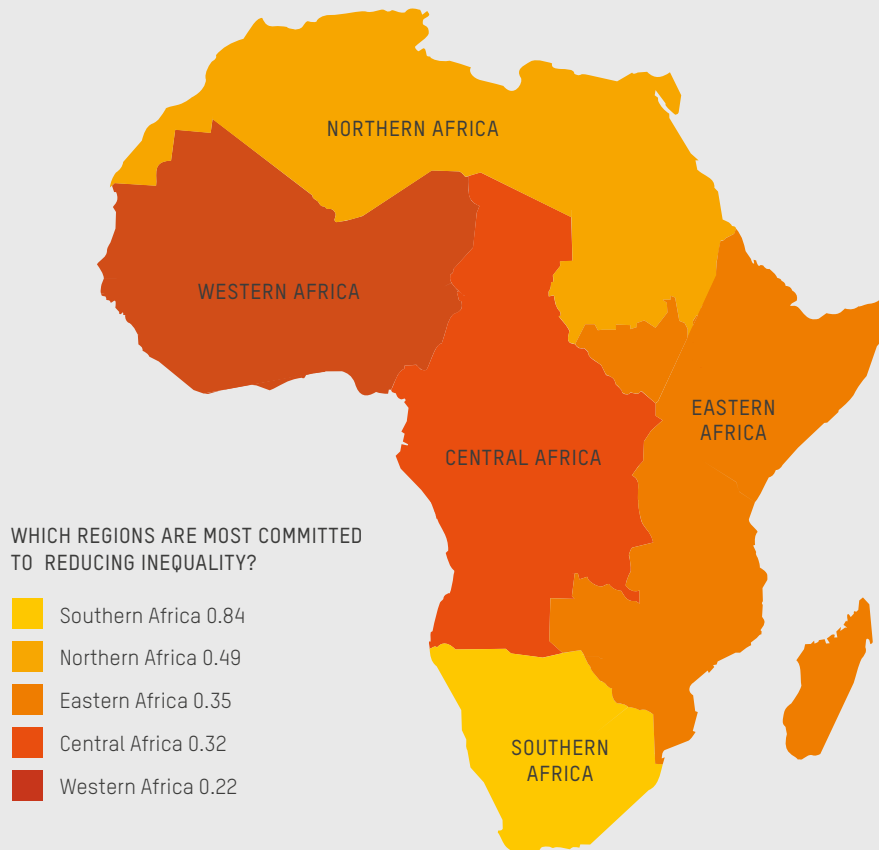 NORTHERN AFRICA
WESTERN AFRICA
EASTERN
AFRICA
CENTRAL AFRICA
WHICH REGIONS ARE MOST COMMITTED
TO REDUCING INEQUALITY?
Southern Africa 0.84
Northern Africa 0.49
Eastern Africa 0.35
Central Africa 0.32
Western Africa 0.22
SOUTHERN
AFRICA